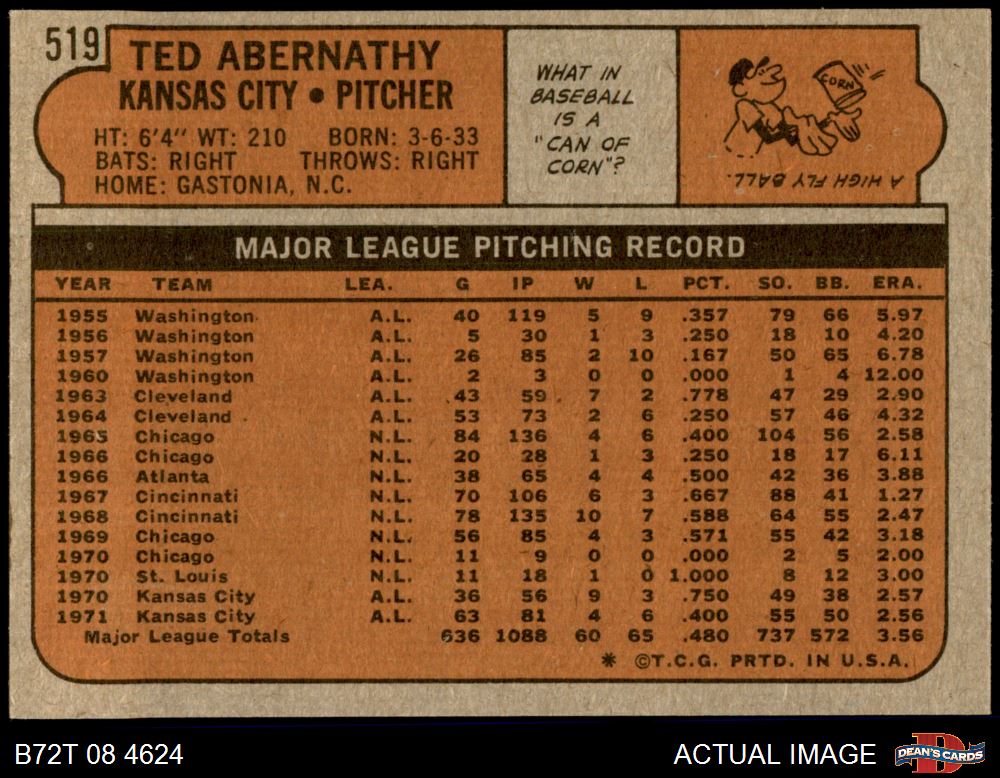 519
TED ABERNATHY
KANSAS CITY • PITCHER
HT: 6'4" WT: 210 BORN: 3-6-33
BATS: RIGHT THROWS: RIGHT
HOME: GASTONIA, N.C.
WHAT IN
BASEBALL
IS A
"CAN OF
CORN"?
CORN
A HIGH FLY BALL.
MAJOR LEAGUE PITCHING RECORD
YEAR TEAM LEA. G IP W L PCT. SO. BB. ERA.
1955 Washington A.L. 40 119 5 9 .357 79 66 5.97
1956 Washington A.L. 5 30 1 3 .250 18 10 4.20
1957 Washington A.L. 26 85 2 10 .167 50 65 6.78
1960 Washington A.L. 2 3 0 0 .000 1 4 12.00
1963 Cleveland A.L. 43 59 7 2 .778 47 29 2.90
1964 Cleveland A.L. 53 73 2 6 .250 57 46 4.32
1965 Chicago N.L. 84 136 4 6 .400 104 56 2.58
1966 Chicago N.L. 20 28 1 3 .250 18 17 6.11
1966 Atlanta N.L. 38 65 4 4 .500 42 36 3.88
1967 Cincinnati N.L. 70 106 6 3 .667 88 41 1.27
1968 Cincinnati N.L. 78 135 10 7 .588 64 55 2.47
1969 Chicago N.L. 56 85 4 3 .571 55 42 3.18
1970 Chicago N.L. 11 9 0 0 .000 2 5 2.00
1970 St. Louis N.L. 11 18 1 0 1.000 8 12 3.00
1970 Kansas City A.L. 36 56 9 3 .750 49 38 2.57
1971 Kansas City A.L. 63 81 4 6 .400 55 50 2.56
Major League Totals 636 1088 60 65 .480 737 572 3.56
* ©T.C.G. PRTD. IN U.S.A.
B72T 08 4624 ACTUAL IMAGE DEAN'S CARDS